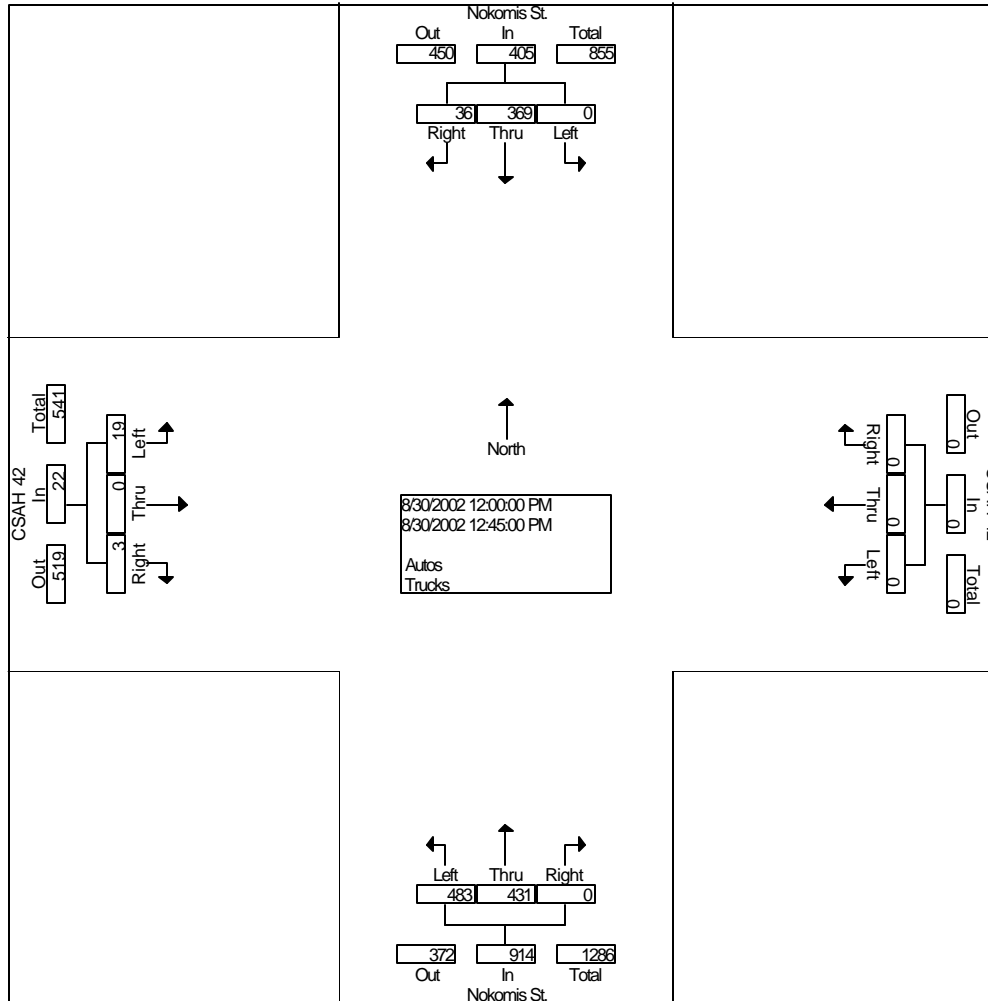 Nokomis St.
Out In Total
450 405 855
36 369 0
Right Thru Left
CSAH 42
Total In Out
541 22 519
19 0 3
Left Thru Right
North
8/30/2002 12:00:00 PM
8/30/2002 12:45:00 PM
Autos
Trucks
Right Thru Left
0 0 0
Out In Total
0 0 0
Left Thru Right
483 431 0
372 914 1286
Out In Total
Nokomis St.